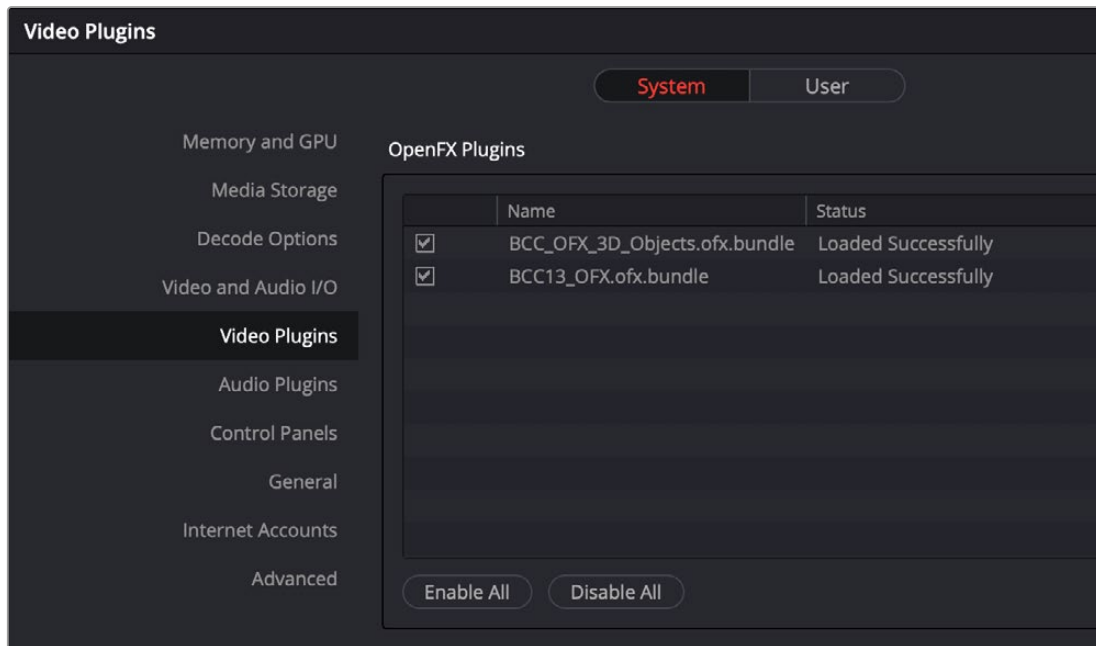 Video Plugins
System
User
Memory and GPU
Media Storage
Decode Options
Video and Audio I/O
Video Plugins
Audio Plugins
Control Panels
General
Internet Accounts
Advanced
OpenFX Plugins
Name Status
BCC_OFX_3D_Objects.ofx.bundle Loaded Successfully
BCC13_OFX.ofx.bundle Loaded Successfully
Enable All
Disable All